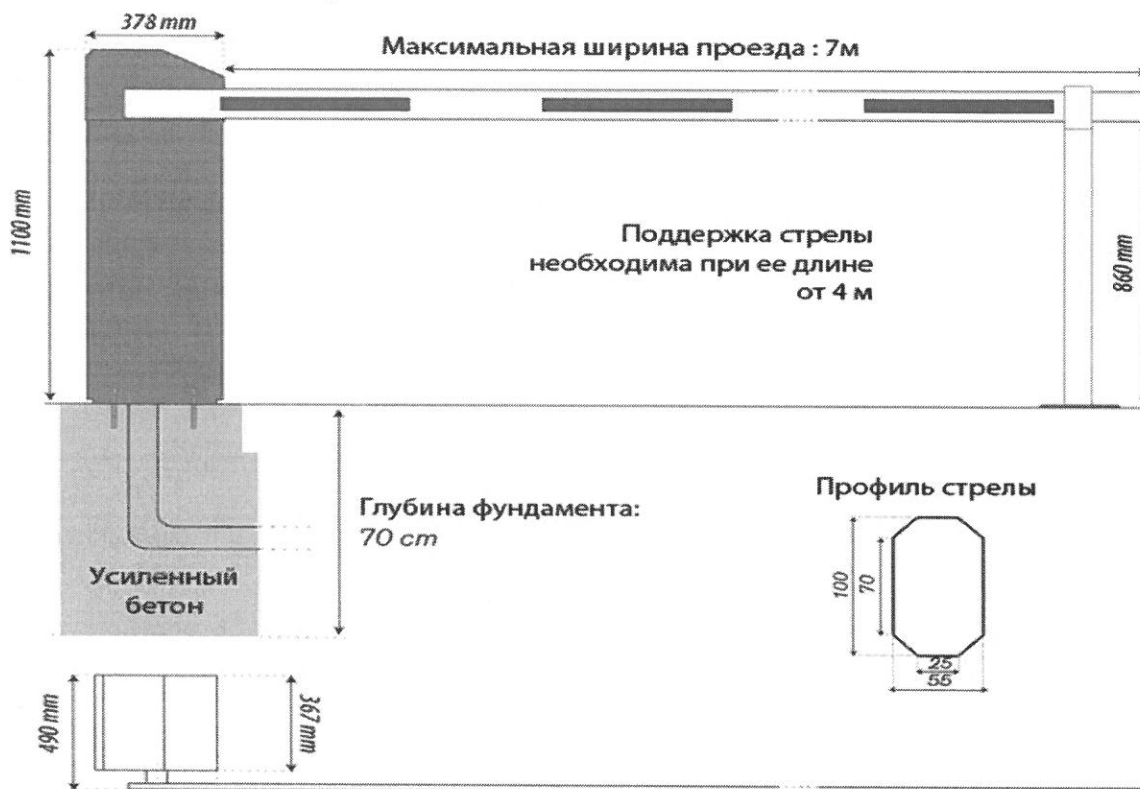 378 mm
Максимальная ширина проезда : 7м
1100 mm
Поддержка стрелы
необходима при ее длине
от 4 м
860 mm
Глубина фундамента:
70 cm
Усиленный
бетон
Профиль стрелы
100
70
25
55
490 mm
367 mm